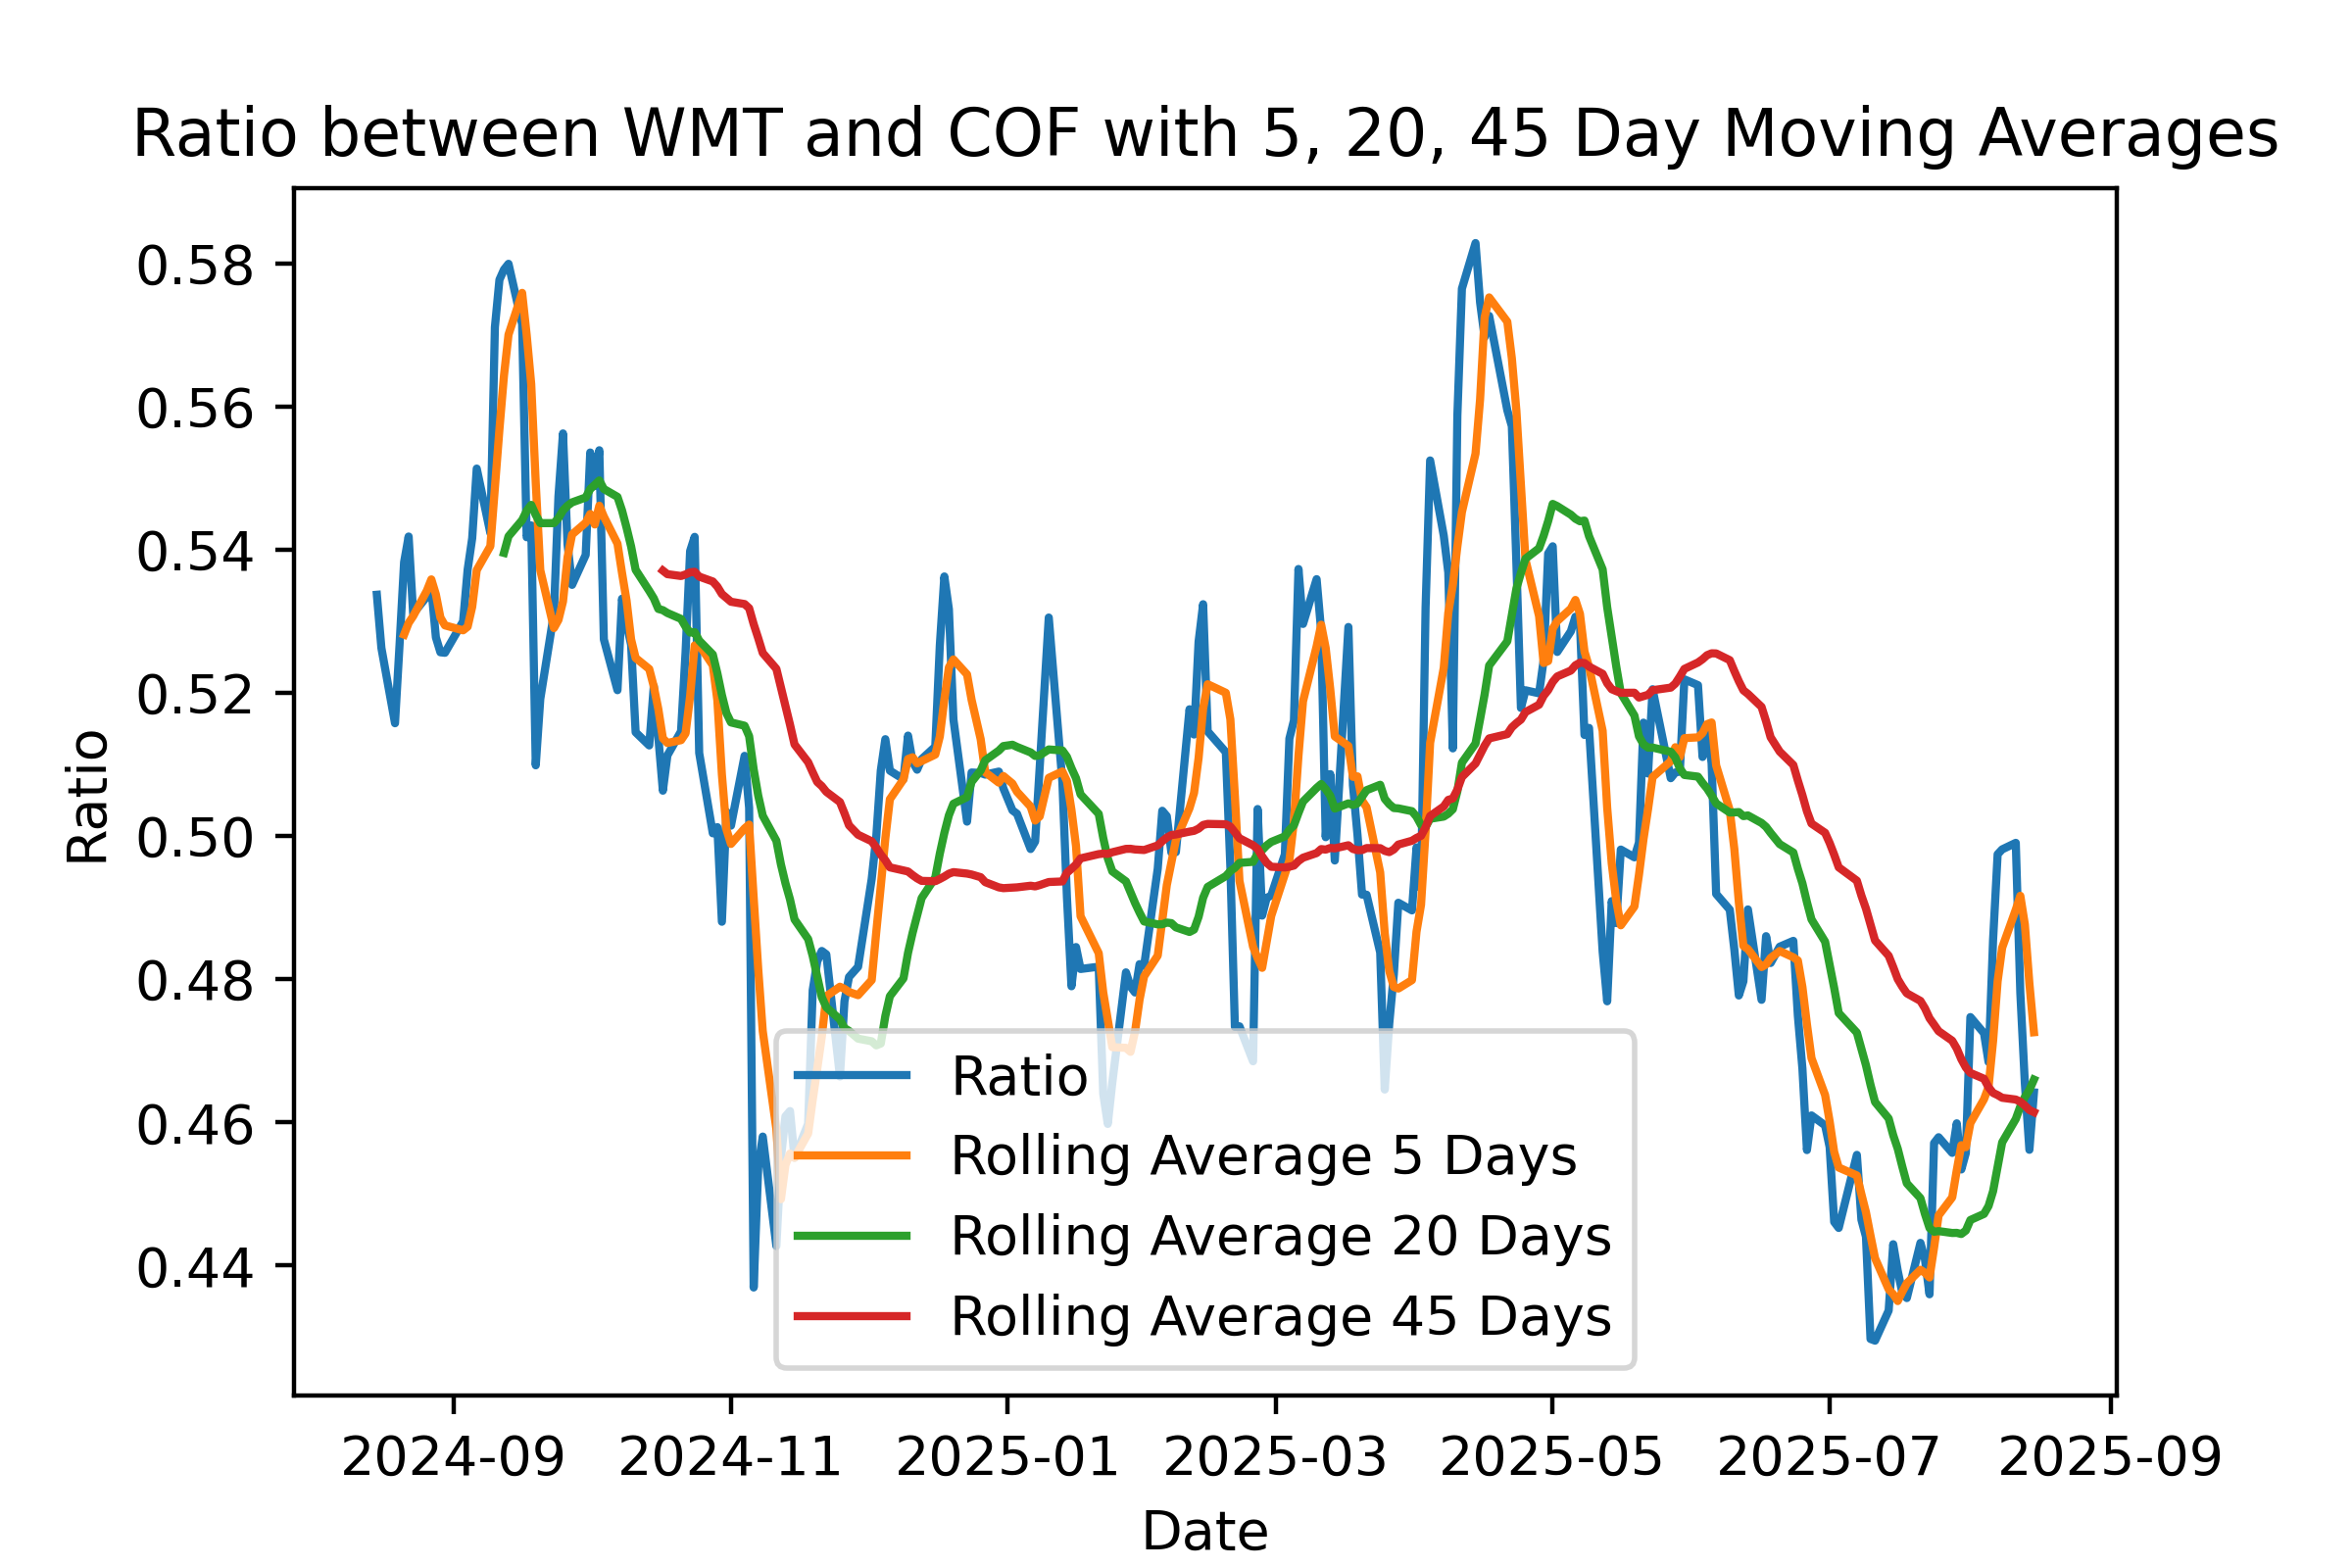 Ratio between WMT and COF with 5, 20, 45 Day Moving Averages
0.58
0.56
0.54
0.52
0.50
0.48
0.46
0.44
Ratio
Ratio
Rolling Average 5 Days
Rolling Average 20 Days
Rolling Average 45 Days
2024-09 2024-11 2025-01 2025-03 2025-05 2025-07 2025-09
Date